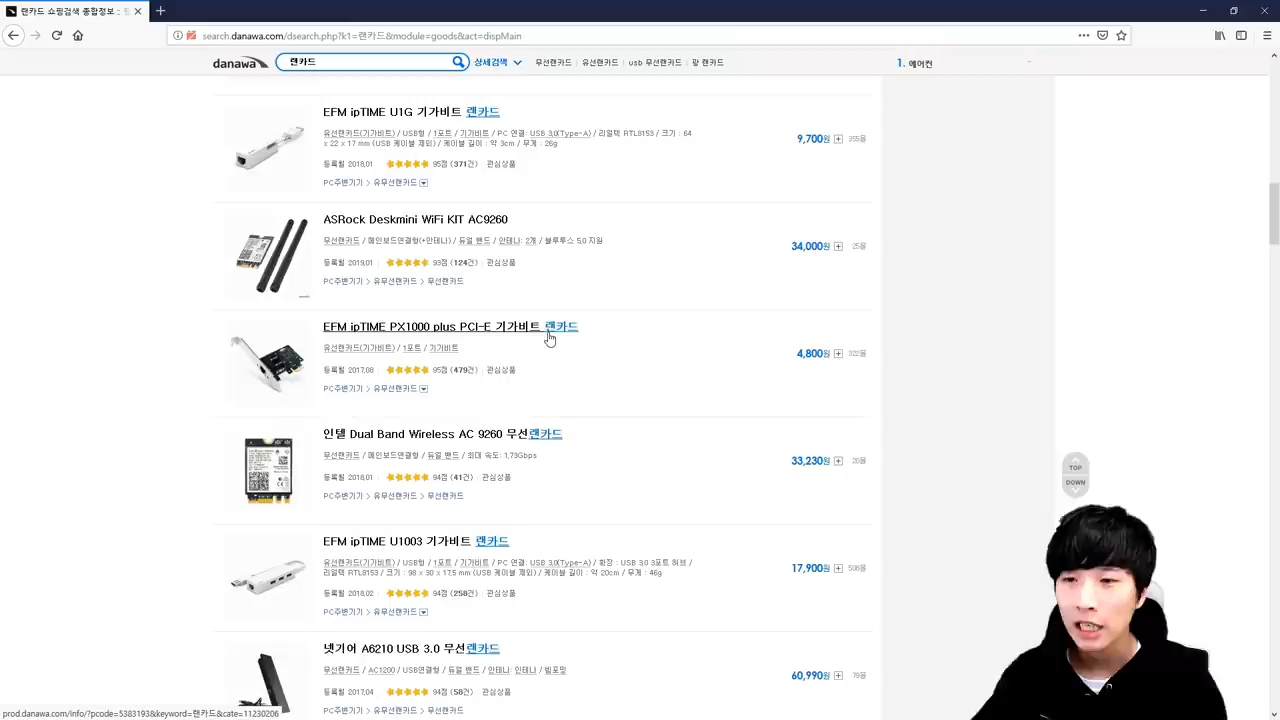 랜카드 쇼핑검색 종합정보 ::
search.danawa.com/dsearch.php?k1=랜카드&module=goods&act=dispMain
danawa 랜카드 상세검색 무선랜카드 유선랜카드 usb 무선랜카드 랑 랜카드 1. 에어컨
EFM ipTIME U1G 기가비트 랜카드
유선랜카드(기가비트) / USB형 / 1포트 / 기가비트 / PC 연결: USB 3.0(Type-A) / 리얼텍 RTL8153 / 크기 : 64
x 22 x 17 mm (USB 케이블 제외) / 케이블 길이 : 약 3cm / 무게 : 26g
9,700원 355몰
등록월 2018.01 95점 (371건) 관심상품
PC주변기기 > 유무선랜카드
ASRock Deskmini WiFi KIT AC9260
무선랜카드 / 메인보드연결형(+안테나) / 듀얼 밴드 / 안테나: 2개 / 블루투스 5.0 지원
34,000원 25몰
등록월 2019.01 93점 (124건) 관심상품
PC주변기기 > 유무선랜카드 > 무선랜카드
EFM ipTIME PX1000 plus PCI-E 기가비트 랜카드
유선랜카드(기가비트) / 1포트 / 기가비트
4,800원 322몰
등록월 2017.08 95점 (479건) 관심상품
PC주변기기 > 유무선랜카드
인텔 Dual Band Wireless AC 9260 무선랜카드
무선랜카드 / 메인보드연결형 / 듀얼 밴드 / 최대 속도: 1.73Gbps
33,230원 20몰
등록월 2018.01 94점 (41건) 관심상품
TOP
DOWN
PC주변기기 > 유무선랜카드 > 무선랜카드
EFM ipTIME U1003 기가비트 랜카드
유선랜카드(기가비트) / USB형 / 1포트 / 기가비트 / PC 연결: USB 3.0(Type-A) / 확장 : USB 3.0 3포트 허브 /
리얼텍 RTL8153 / 크기 : 98 x 30 x 17.5 mm (USB 케이블 제외) / 케이블 길이 : 약 20cm / 무게 : 46g
17,900원 508몰
등록월 2018.02 94점 (258건) 관심상품
PC주변기기 > 유무선랜카드
넷기어 A6210 USB 3.0 무선랜카드
무선랜카드 / AC1200 / USB연결형 / 듀얼 밴드 / 안테나: 내장안테나 / 빔포밍
60,990원 79몰
등록월 2017.04 94점 (58건) 관심상품
PC주변기기 > 유무선랜카드 > 무선랜카드
prod.danawa.com/info/?pcode=5383193&keyword=랜카드&cate=11230206